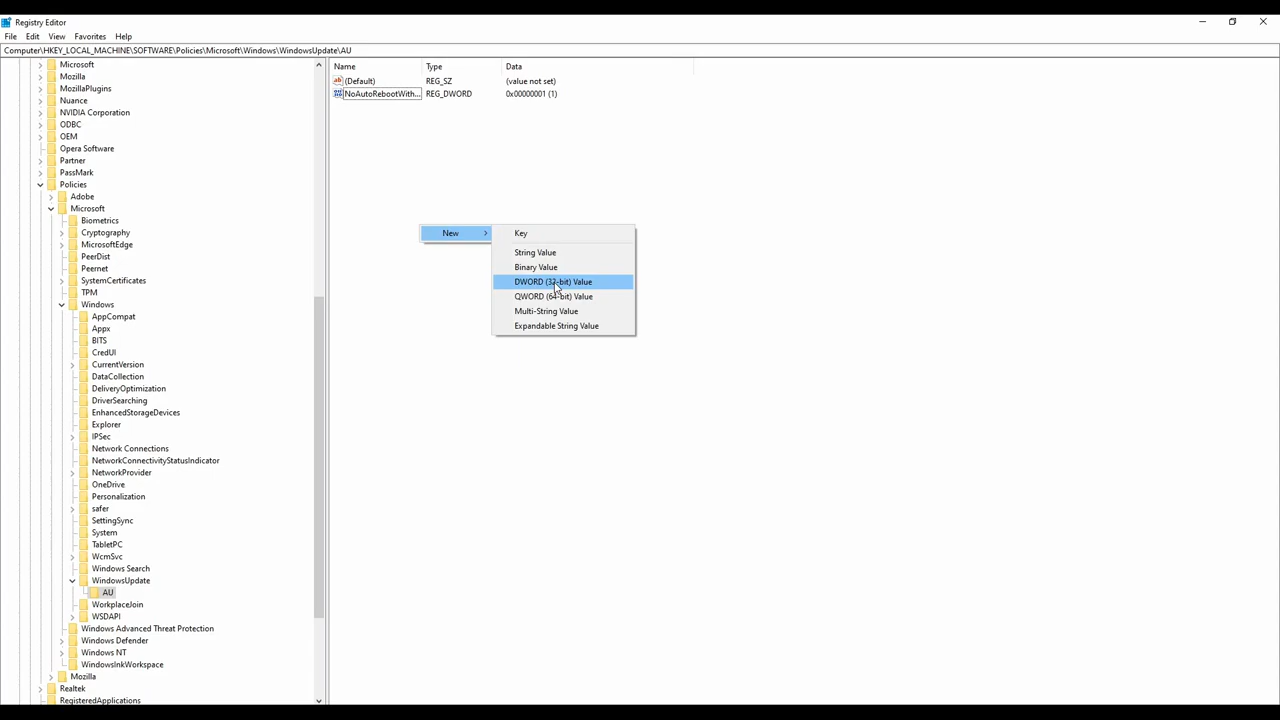 Registry Editor
File Edit View Favorites Help
Computer\HKEY_LOCAL_MACHINE\SOFTWARE\Policies\Microsoft\Windows\WindowsUpdate\AU
Name Type Data
(Default) REG_SZ (value not set)
NoAutoRebootWith... REG_DWORD 0x00000001 (1)
Microsoft
Mozilla
MozillaPlugins
Nuance
NVIDIA Corporation
ODBC
OEM
Opera Software
Partner
PassMark
Policies
Adobe
Microsoft
Biometrics
Cryptography
MicrosoftEdge
PeerDist
Peernet
SystemCertificates
TPM
Windows
AppCompat
Appx
BITS
CredUI
CurrentVersion
DataCollection
DeliveryOptimization
DriverSearching
EnhancedStorageDevices
Explorer
IPSec
Network Connections
NetworkConnectivityStatusIndicator
NetworkProvider
OneDrive
Personalization
safer
SettingSync
System
TabletPC
WcmSvc
Windows Search
WindowsUpdate
AU
WorkplaceJoin
WSDAPI
Windows Advanced Threat Protection
Windows Defender
Windows NT
WindowsInkWorkspace
Mozilla
Realtek
RegisteredApplications
New
Key
String Value
Binary Value
DWORD (32-bit) Value
QWORD (64-bit) Value
Multi-String Value
Expandable String Value